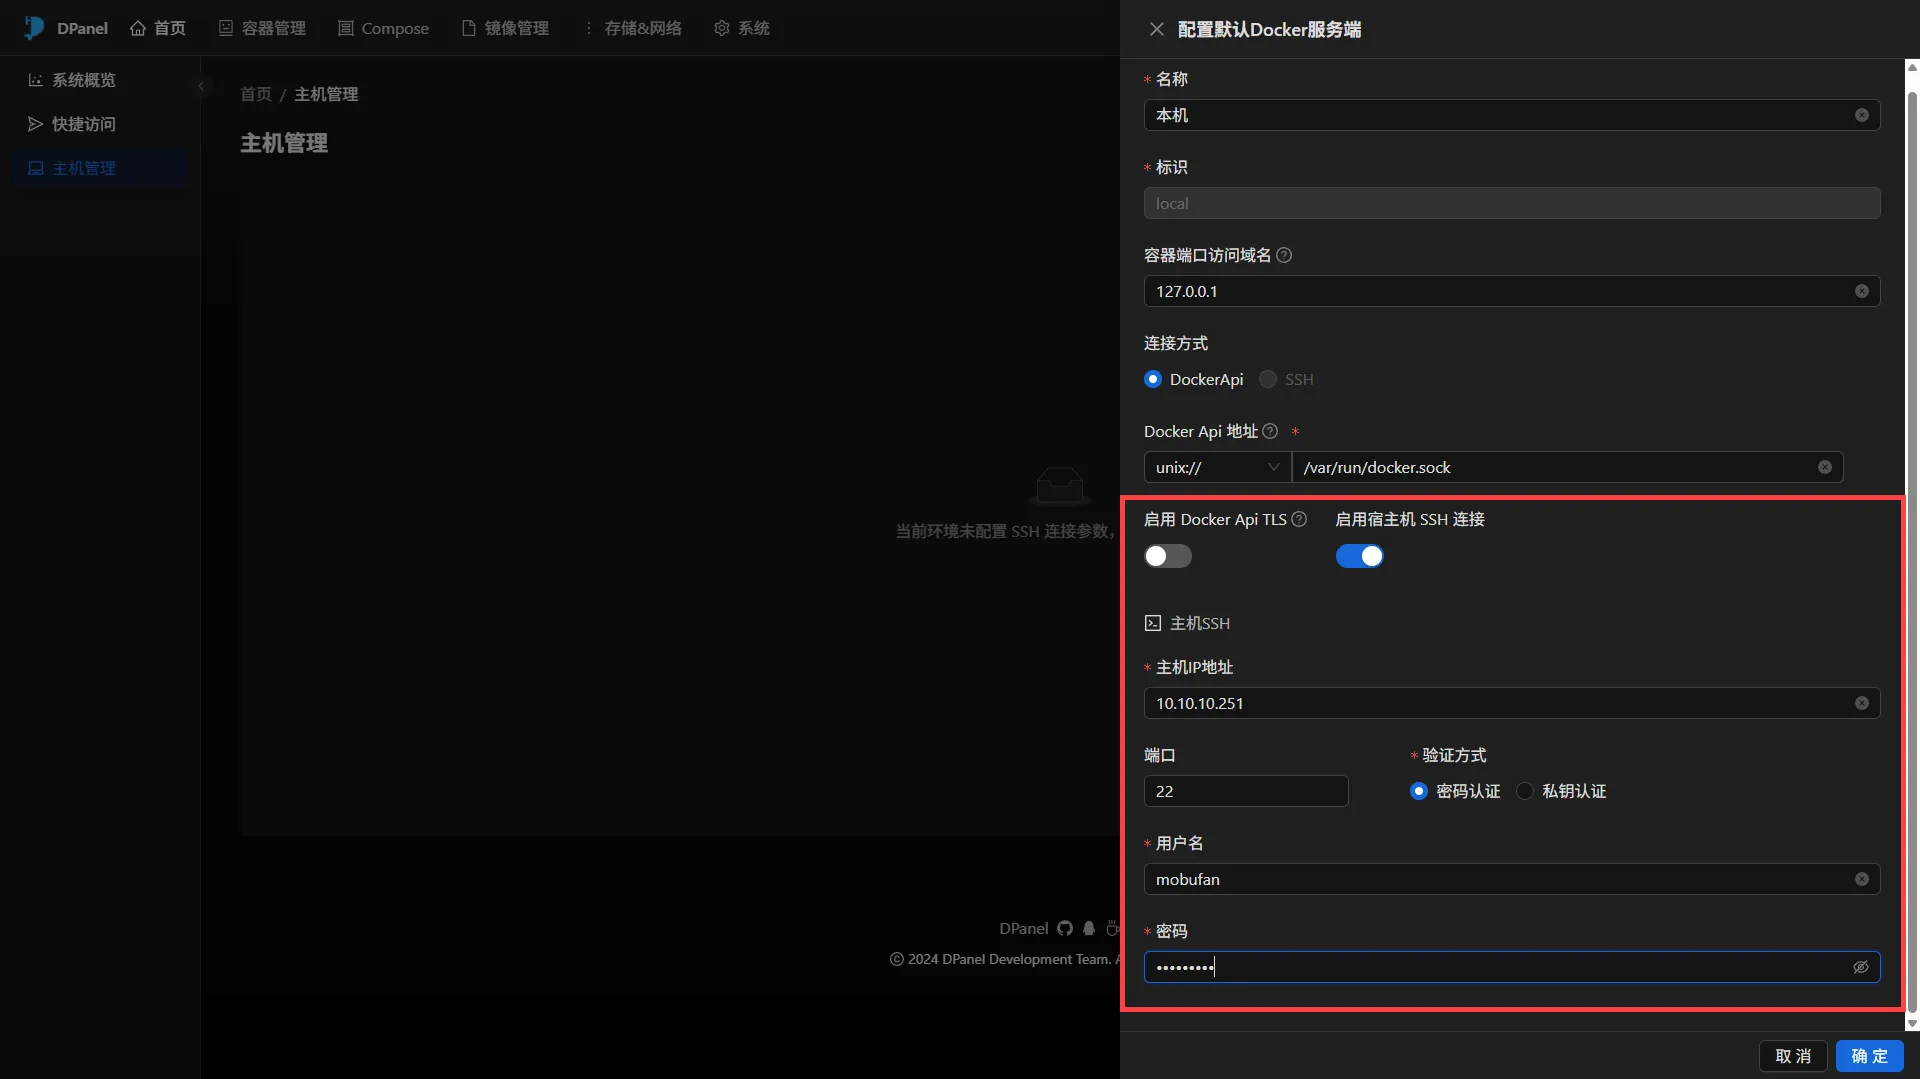 DPanel
首页
容器管理
Compose
镜像管理
存储&网络
系统
系统概览
快捷访问
主机管理
首页 / 主机管理
主机管理
当前环境未配置 SSH 连接参数，
DPanel
© 2024 DPanel Development Team. A
配置默认Docker服务端
* 名称
本机
* 标识
local
容器端口访问域名
127.0.0.1
连接方式
DockerApi SSH
Docker Api 地址 *
unix:// /var/run/docker.sock
启用 Docker Api TLS 启用宿主机 SSH 连接
主机SSH
* 主机IP地址
10.10.10.251
端口 * 验证方式
22 密码认证 私钥认证
* 用户名
mobufan
* 密码
•••••••••
取 消 确 定